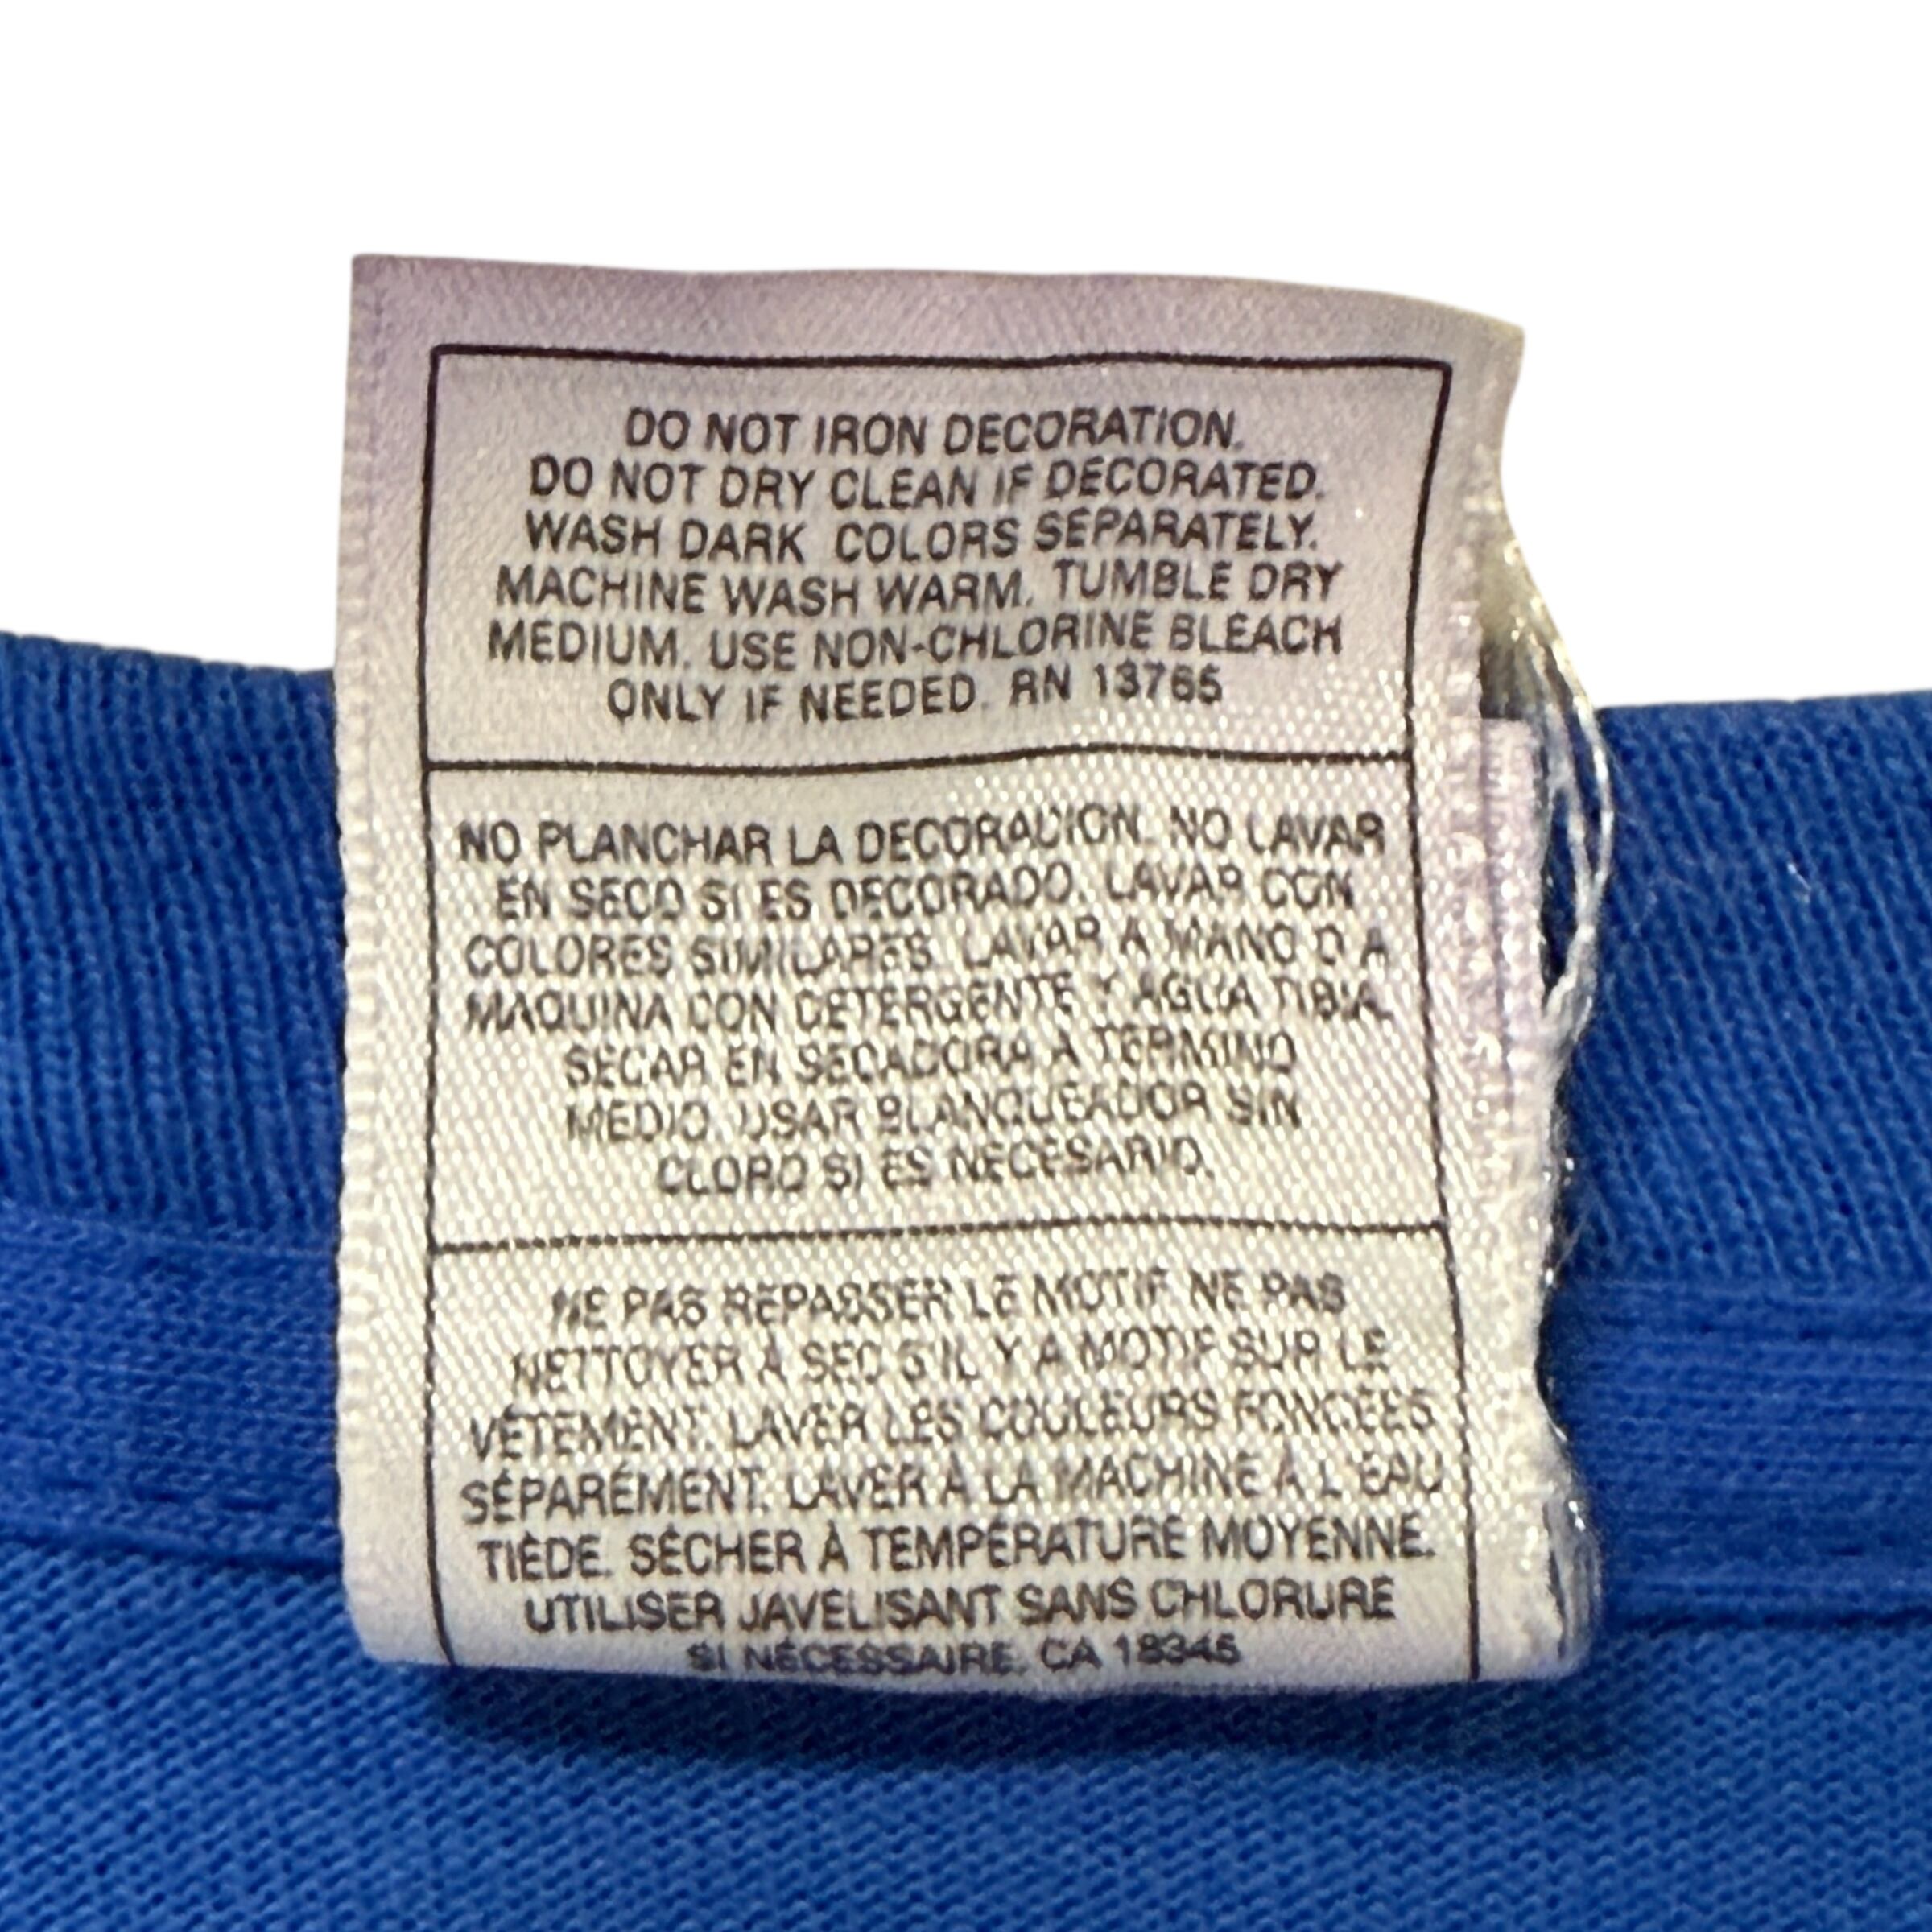 DO NOT IRON DECORATION.
DO NOT DRY CLEAN IF DECORATED.
WASH DARK COLORS SEPARATELY.
MACHINE WASH WARM. TUMBLE DRY
MEDIUM. USE NON-CHLORINE BLEACH
ONLY IF NEEDED. RN 13765
NO PLANCHAR LA DECORACION. NO LAVAR
EN SECO SI ES DECORADO. LAVAR CON
COLORES SIMILARES. LAVAR A MANO O A
MAQUINA CON DETERGENTE Y AGUA TIBIA.
SECAR EN SECADORA A TERMINO
MEDIO. USAR BLANQUEADOR SIN
CLORO SI ES NECESARIO.
NE PAS REPASSER LE MOTIF NE PAS
NETTOYER À SEC S'IL Y A MOTIF SUR LE
VÊTEMENT. LAVER LES COULEURS FONCÉES
SÉPARÉMENT. LAVER À LA MACHINE À L'EAU
TIÈDE. SÉCHER À TEMPÉRATURE MOYENNE.
UTILISER JAVELISANT SANS CHLORURE
SI NÉCESSAIRE. CA 18345